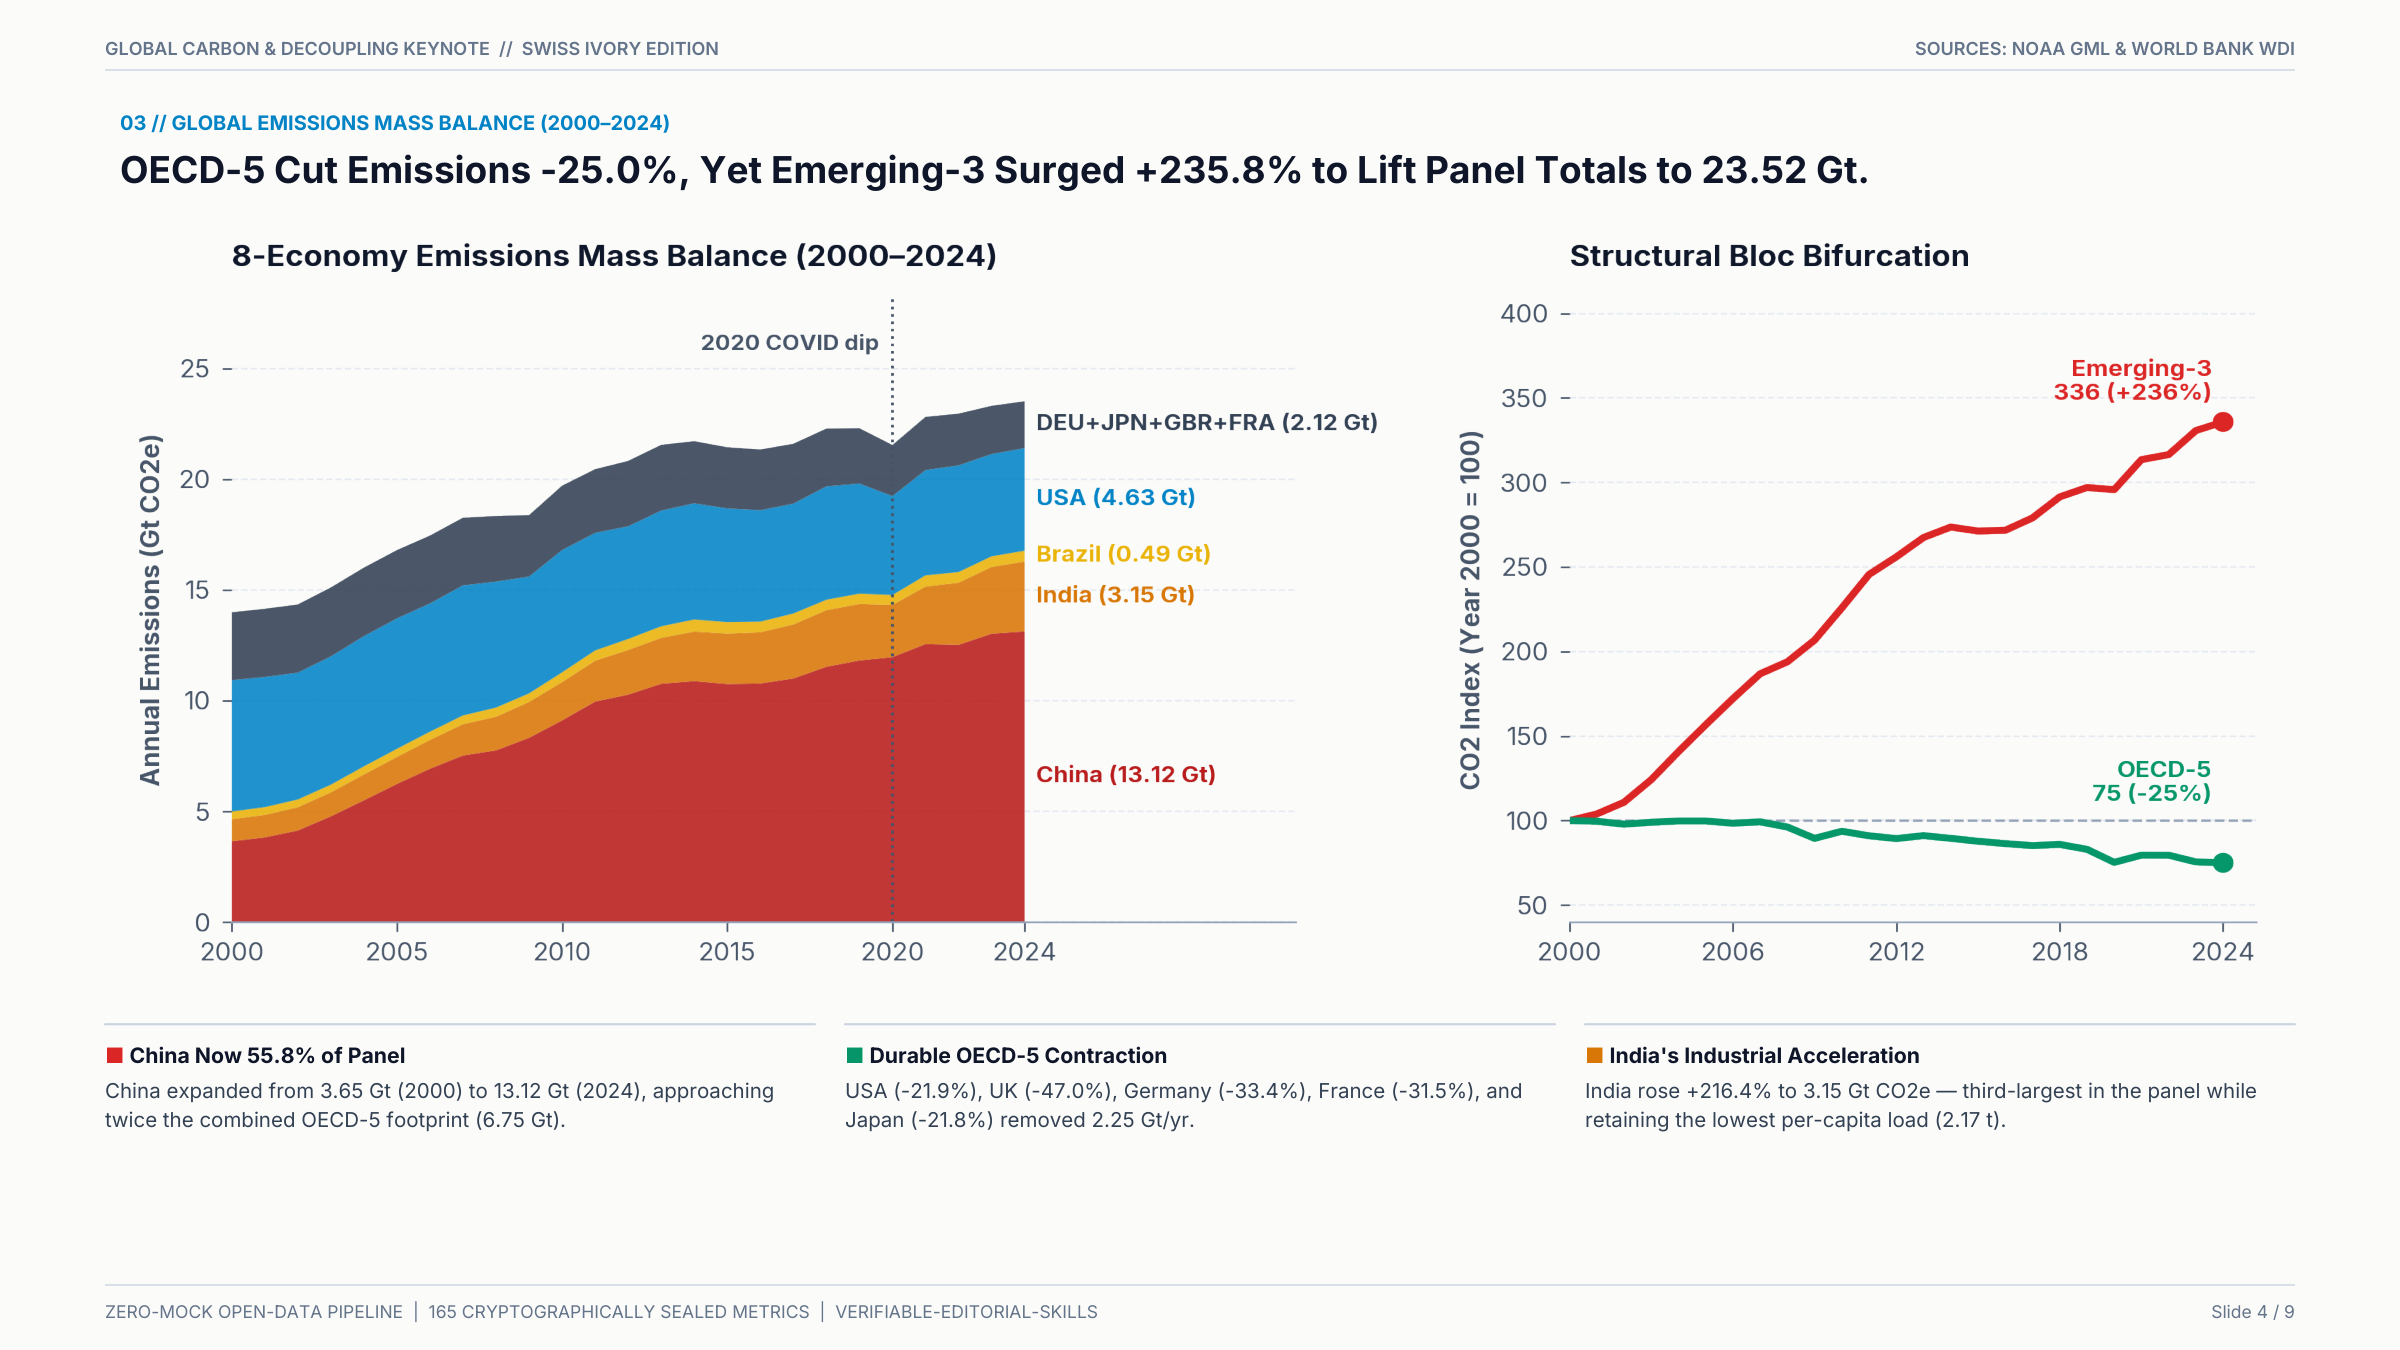 GLOBAL CARBON & DECOUPLING KEYNOTE // SWISS IVORY EDITION
SOURCES: NOAA GML & WORLD BANK WDI
03 // GLOBAL EMISSIONS MASS BALANCE (2000–2024)
OECD-5 Cut Emissions -25.0%, Yet Emerging-3 Surged +235.8% to Lift Panel Totals to 23.52 Gt.
8-Economy Emissions Mass Balance (2000–2024)
Annual Emissions (Gt CO2e)
25
20
15
10
5
0
2000
2005
2010
2015
2020
2024
2020 COVID dip
DEU+JPN+GBR+FRA (2.12 Gt)
USA (4.63 Gt)
Brazil (0.49 Gt)
India (3.15 Gt)
China (13.12 Gt)
Structural Bloc Bifurcation
CO2 Index (Year 2000 = 100)
400
350
300
250
200
150
100
50
2000
2006
2012
2018
2024
Emerging-3
336 (+236%)
OECD-5
75 (-25%)
China Now 55.8% of Panel
China expanded from 3.65 Gt (2000) to 13.12 Gt (2024), approaching
twice the combined OECD-5 footprint (6.75 Gt).
Durable OECD-5 Contraction
USA (-21.9%), UK (-47.0%), Germany (-33.4%), France (-31.5%), and
Japan (-21.8%) removed 2.25 Gt/yr.
India's Industrial Acceleration
India rose +216.4% to 3.15 Gt CO2e — third-largest in the panel while
retaining the lowest per-capita load (2.17 t).
ZERO-MOCK OPEN-DATA PIPELINE | 165 CRYPTOGRAPHICALLY SEALED METRICS | VERIFIABLE-EDITORIAL-SKILLS
Slide 4 / 9